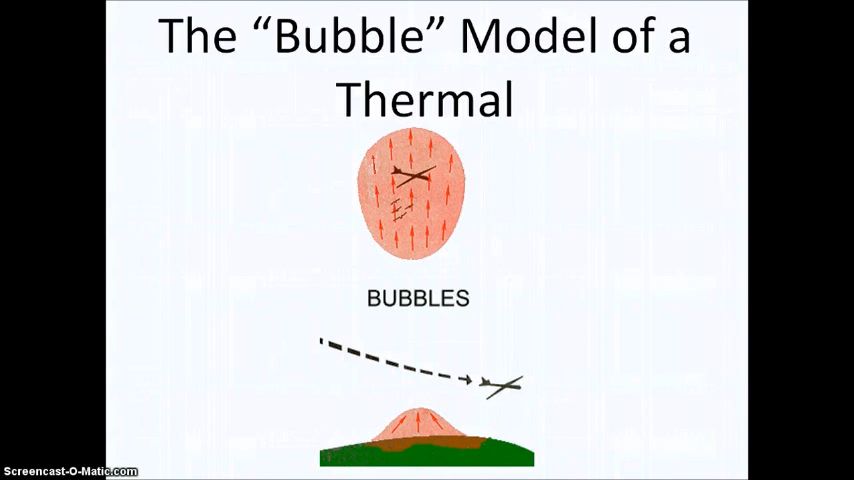 The “Bubble” Model of a
Thermal
BUBBLES
Screencast-O-Matic.com